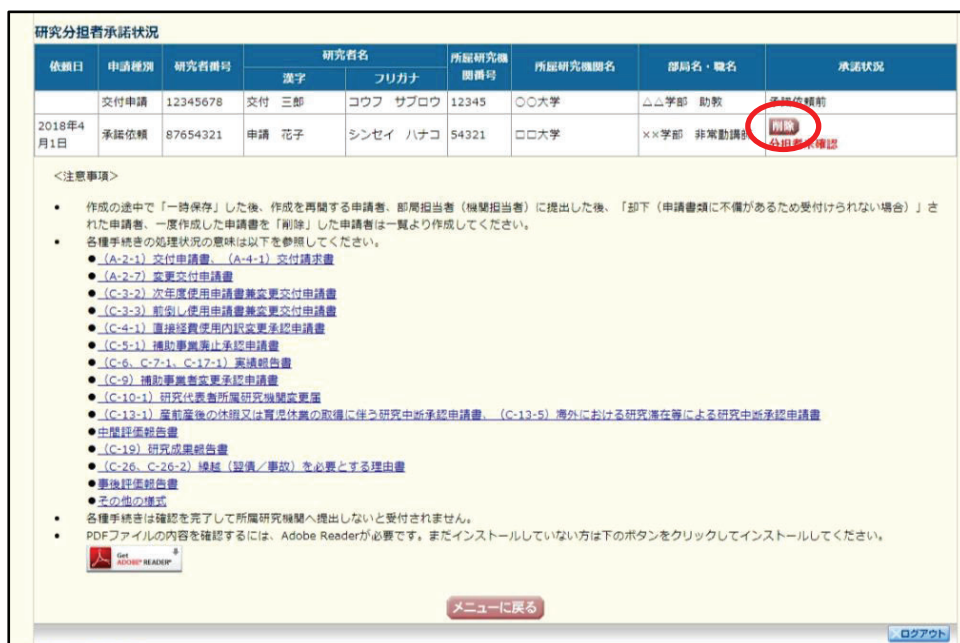 研究分担者承諾状況
依頼日 申請種別 研究者番号 研究者名 所属研究機関番号 所属研究機関名 部局名・職名 承諾状況
漢字 フリガナ
交付申請 12345678 交付 三郎 コウフ サブロウ 12345 〇〇大学 △△学部 助教 承諾依頼前
2018年4月1日 承諾依頼 87654321 申請 花子 シンセイ ハナコ 54321 □□大学 ××学部 非常勤講師 削除
分担者未確認
<注意事項>
• 作成の途中で「一時保存」した後、作成を再開する申請者、部局担当者（機関担当者）に提出した後、「却下（申請書類に不備があるため受付けられない場合）」さ
れた申請者、一度作成した申請書を「削除」した申請者は一覧より作成してください。
• 各種手続きの処理状況の意味は以下を参照してください。
●（A-2-1）交付申請書、（A-4-1）交付請求書
●（A-2-7）変更交付申請書
●（C-3-2）次年度使用申請書兼変更交付申請書
●（C-3-3）前倒し使用申請書兼変更交付申請書
●（C-4-1）直接経費使用内訳変更承認申請書
●（C-5-1）補助事業廃止承認申請書
●（C-6、C-7-1、C-17-1）実績報告書
●（C-9）補助事業者変更承認申請書
●（C-10-1）研究代表者所属研究機関変更届
●（C-13-1）産前産後の休暇又は育児休業の取得に伴う研究中断承認申請書、（C-13-5）海外における研究滞在等による研究中断承認申請書
●中間評価報告書
●（C-19）研究成果報告書
●（C-26、C-26-2）繰越（翌債／事故）を必要とする理由書
●事後評価報告書
●その他の様式
• 各種手続きは確認を完了して所属研究機関へ提出しないと受付されません。
• PDFファイルの内容を確認するには、Adobe Readerが必要です。まだインストールしていない方は下のボタンをクリックしてインストールしてください。
Get
ADOBE® READER®
メニューに戻る
ログアウト